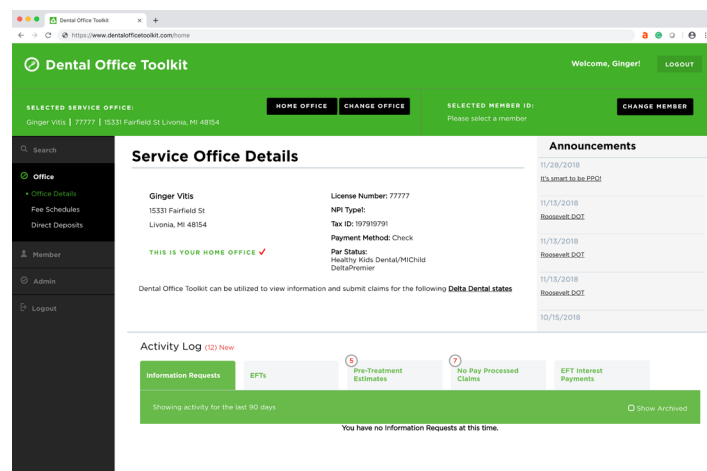 Dental Office Toolkit
https://www.dentalofficetoolkit.com/home
Dental Office Toolkit
Welcome, Ginger!
LOGOUT
SELECTED SERVICE OFFICE:
HOME OFFICE
CHANGE OFFICE
SELECTED MEMBER ID:
CHANGE MEMBER
Ginger Vitis | 77777 | 15331 Fairfield St Livonia, MI 48154
Please select a member
Search
Office
• Office Details
Fee Schedules
Direct Deposits
Member
Admin
Logout
Service Office Details
Ginger Vitis
15331 Fairfield St
Livonia, MI 48154
THIS IS YOUR HOME OFFICE
License Number: 77777
NPI Type1:
Tax ID: 197919791
Payment Method: Check
Par Status:
Healthy Kids Dental/MIChild
DeltaPremier
Dental Office Toolkit can be utilized to view information and submit claims for the following Delta Dental states
Announcements
11/28/2018
It's smart to be PPO!
11/13/2018
Roosevelt DOT
11/13/2018
Roosevelt DOT
11/13/2018
Roosevelt DOT
10/15/2018
Activity Log (12) New
Information Requests
EFTs
5
Pre-Treatment
Estimates
7
No Pay Processed
Claims
EFT Interest
Payments
Showing activity for the last 90 days
Show Archived
You have no Information Requests at this time.